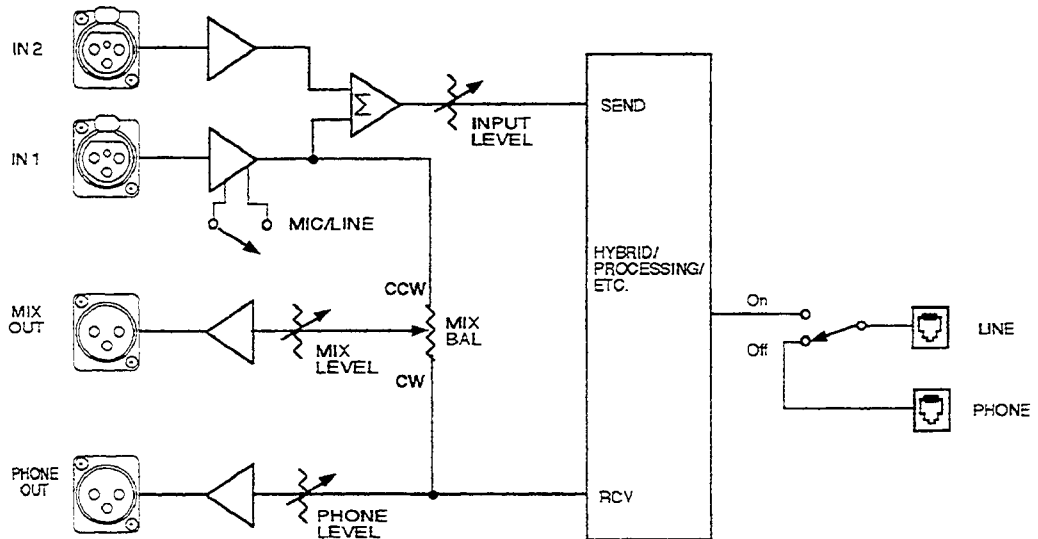 IN 2
SEND
INPUT
LEVEL
Σ
IN 1
MIC/LINE
HYBRID/
PROCESSING/
ETC.
CCW
MIX
OUT
MIX
BAL
MIX
LEVEL
CW
On
Off
LINE
PHONE
PHONE
OUT
PHONE
LEVEL
RCV